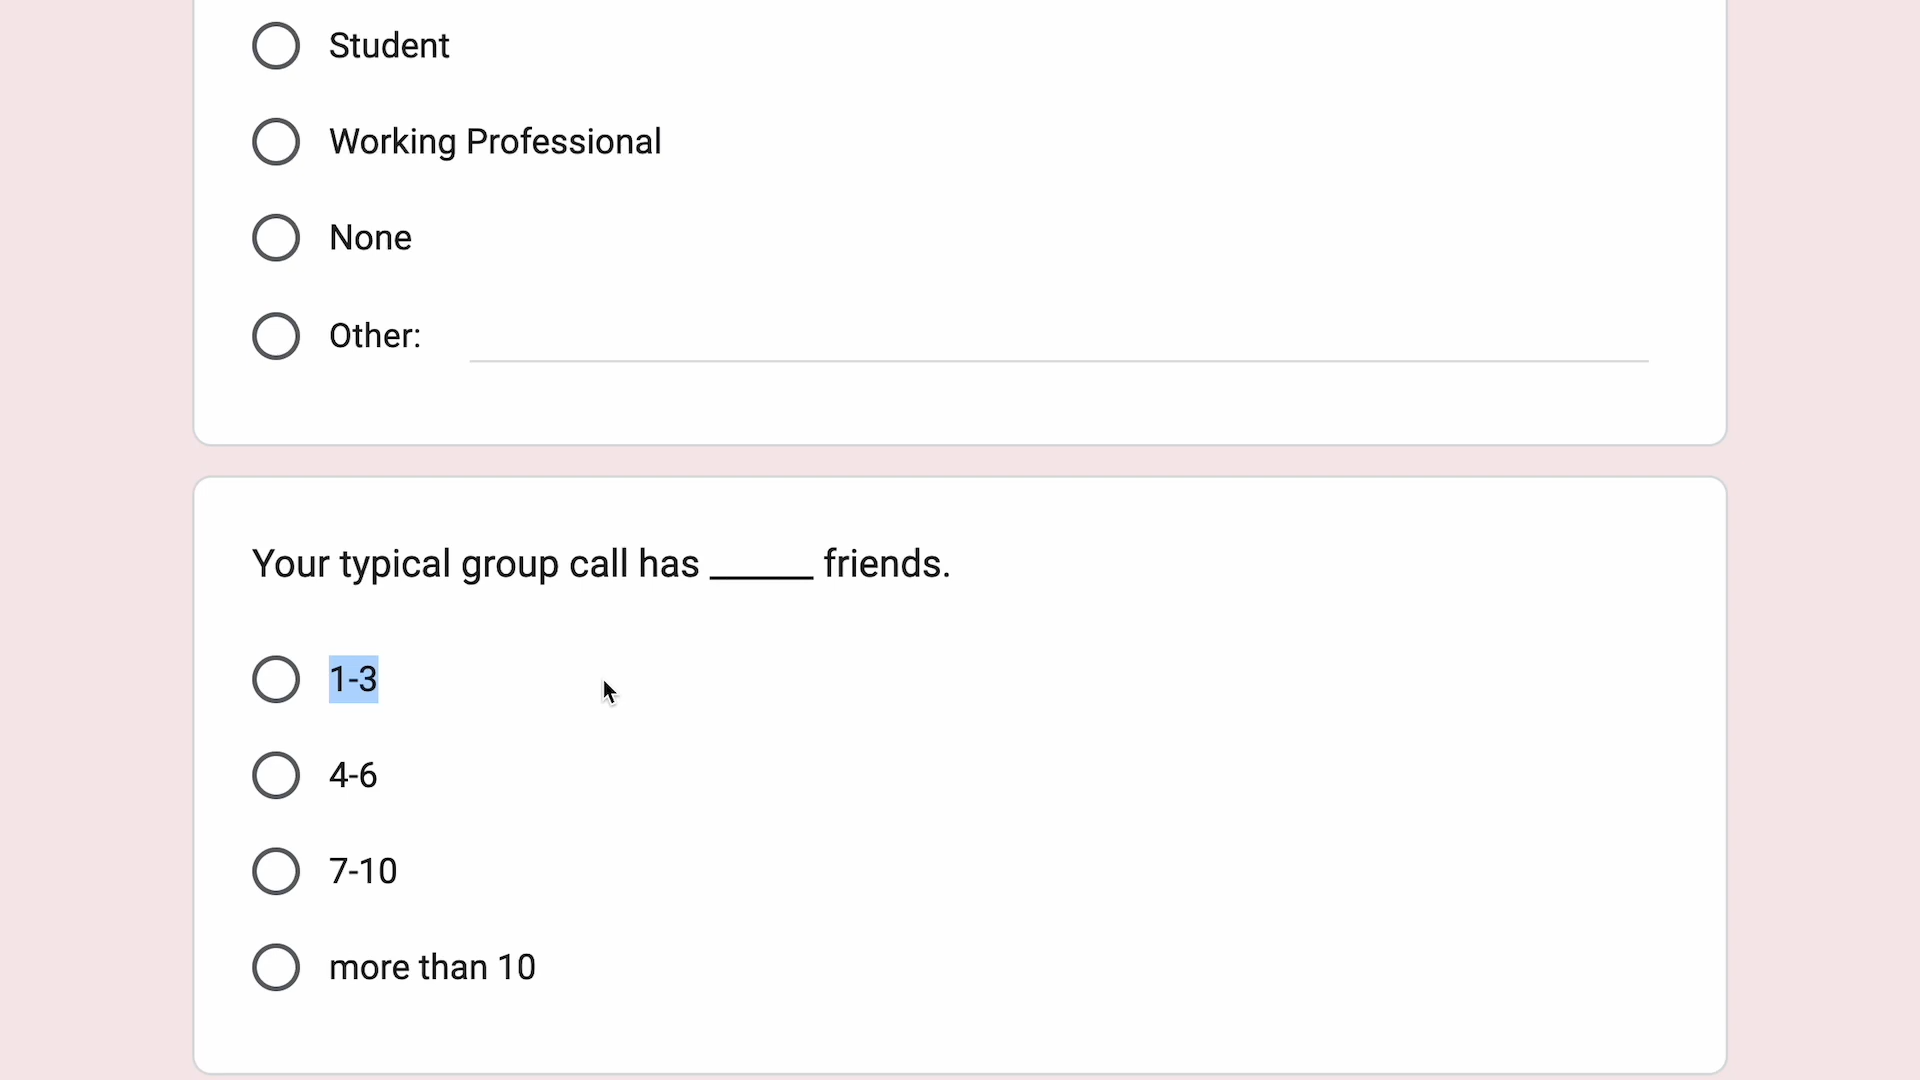 Student
Working Professional
None
Other:
Your typical group call has ______ friends.
1-3
4-6
7-10
more than 10